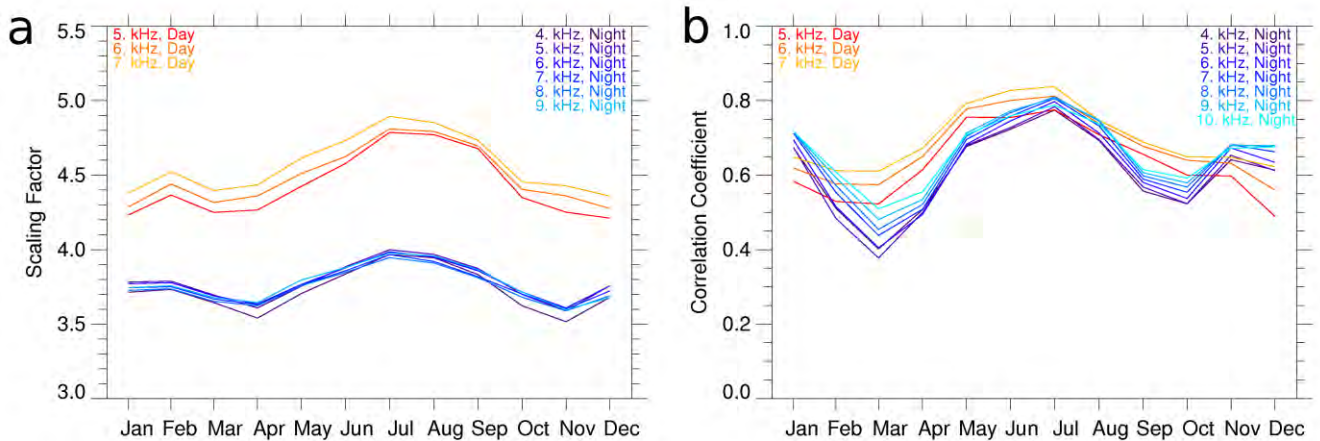 a
5.5
5.0
4.5
4.0
3.5
3.0
Scaling Factor
5. kHz, Day
6. kHz, Day
7. kHz, Day
4. kHz, Night
5. kHz, Night
6. kHz, Night
7. kHz, Night
8. kHz, Night
9. kHz, Night
Jan Feb Mar Apr May Jun Jul Aug Sep Oct Nov Dec
b
1.0
0.8
0.6
0.4
0.2
0.0
Correlation Coefficient
5. kHz, Day
6. kHz, Day
7. kHz, Day
4. kHz, Night
5. kHz, Night
6. kHz, Night
7. kHz, Night
8. kHz, Night
9. kHz, Night
10. kHz, Night
Jan Feb Mar Apr May Jun Jul Aug Sep Oct Nov Dec